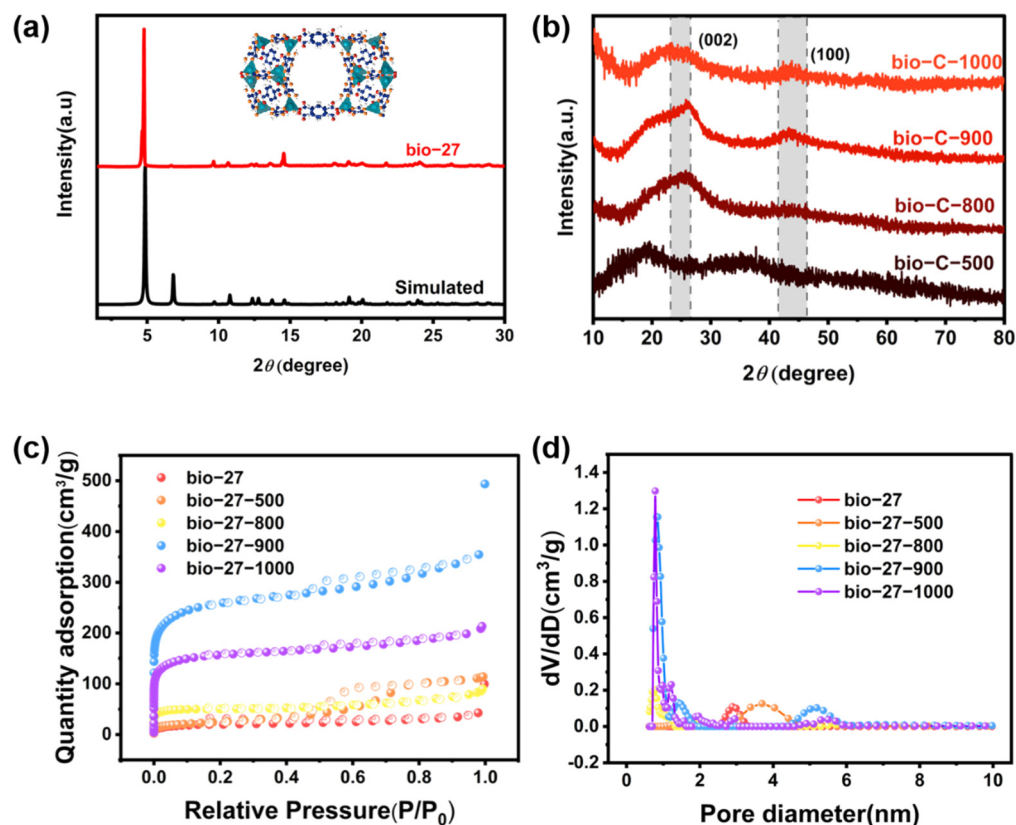 (a)
Intensity(a.u)
bio−27
Simulated
5
10
15
20
25
30
2θ(degree)
(b)
Intensity(a.u.)
(002)
(100)
bio−C−1000
bio−C−900
bio−C−800
bio−C−500
10
20
30
40
50
60
70
80
2θ(degree)
(c)
Quantity adsorption(cm³/g)
500
400
300
200
100
0
bio−27
bio−27−500
bio−27−800
bio−27−900
bio−27−1000
0.0
0.2
0.4
0.6
0.8
1.0
Relative Pressure(P/P₀)
(d)
dV/dD(cm³/g)
1.4
1.2
1.0
0.8
0.6
0.4
0.2
0.0
-0.2
bio−27
bio−27−500
bio−27−800
bio−27−900
bio−27−1000
0
2
4
6
8
10
Pore diameter(nm)